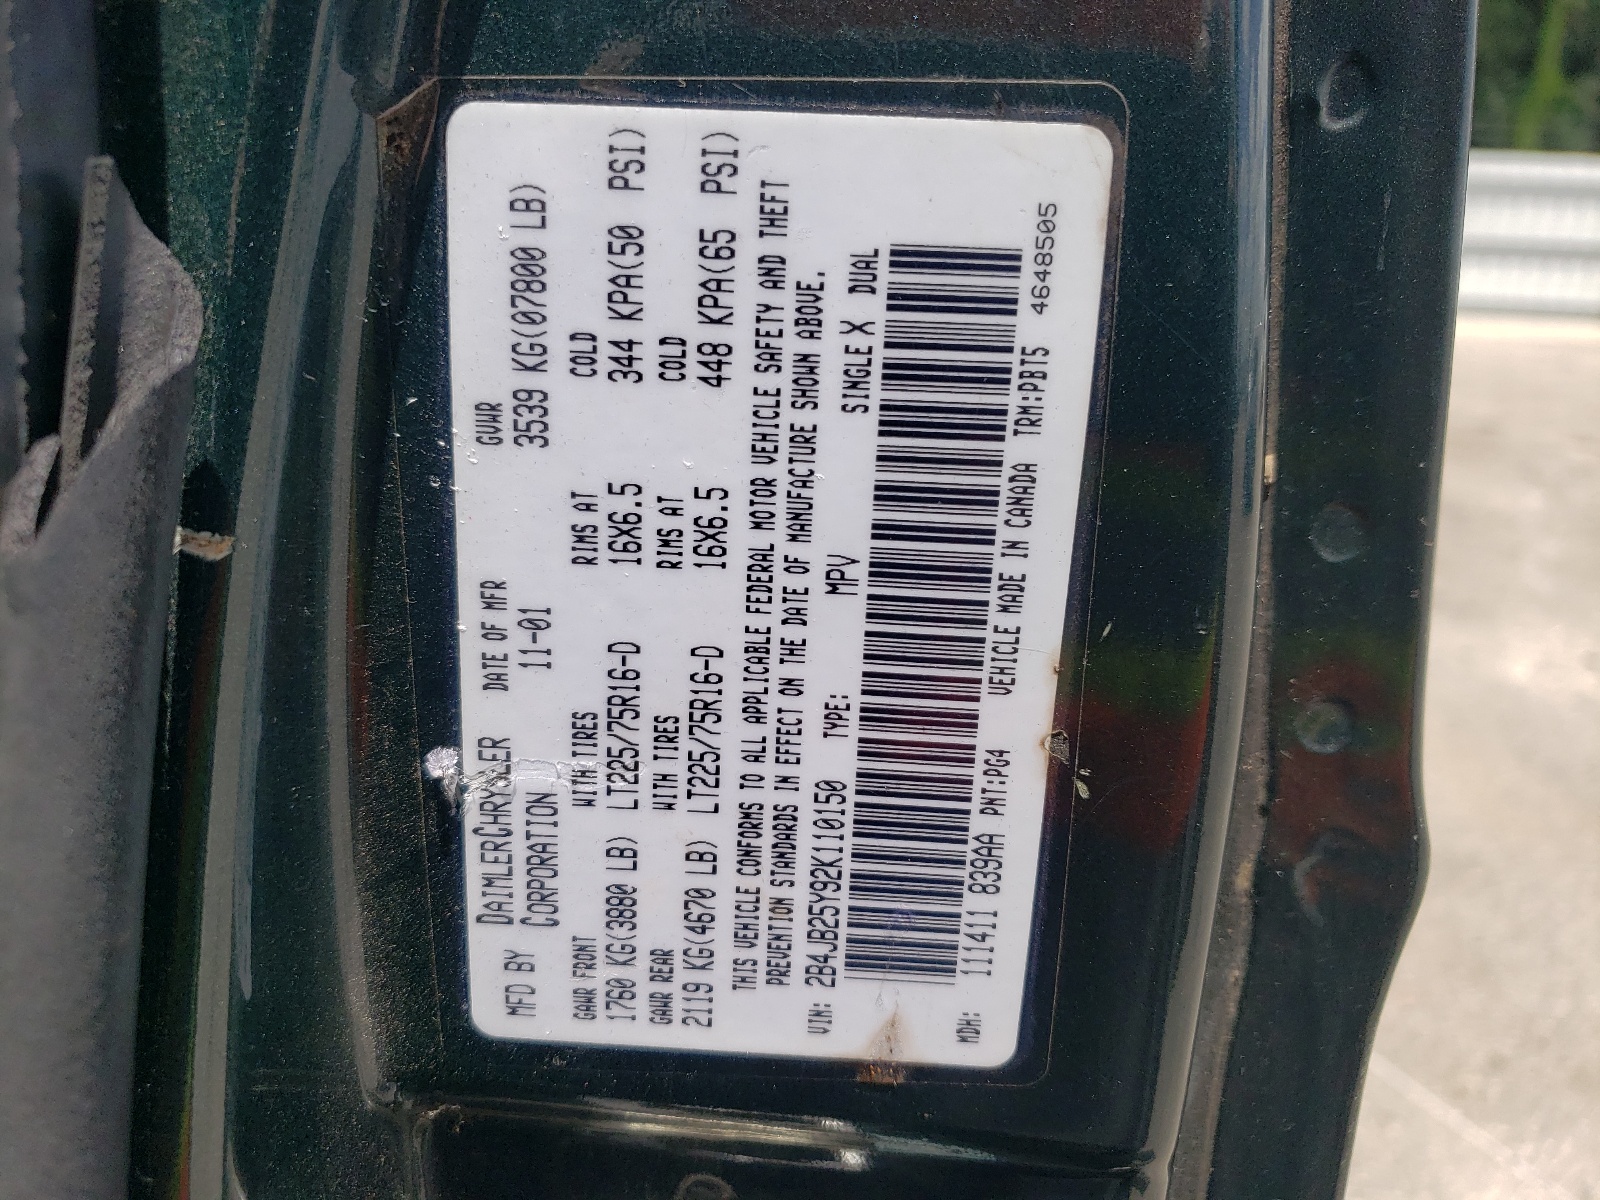 MFD BY DAIMLERCHRYSLER CORPORATION DATE OF MFR 11-01 GVWR 3539 KG(07800 LB)
GAWR FRONT WITH TIRES RIMS AT COLD
1760 KG(3880 LB) LT225/75R16-D 16X6.5 344 KPA(50 PSI)
GAWR REAR WITH TIRES RIMS AT COLD
2119 KG(4670 LB) LT225/75R16-D 16X6.5 448 KPA(65 PSI)
THIS VEHICLE CONFORMS TO ALL APPLICABLE FEDERAL MOTOR VEHICLE SAFETY AND THEFT
PREVENTION STANDARDS IN EFFECT ON THE DATE OF MANUFACTURE SHOWN ABOVE.
VIN: 2B4JB25Y92K110150 TYPE: MPV SINGLE X DUAL
MDH: 111411 839AA PNT:PG4 VEHICLE MADE IN CANADA TRM:PBT5 4648505